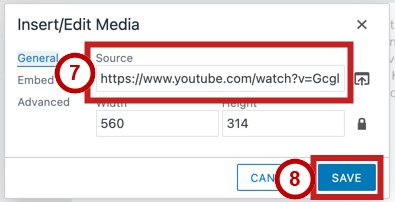 Insert/Edit Media
General
Source
7
https://www.youtube.com/watch?v=Gcgl
Embed
Advanced
Width
Height
560
314
8
SAVE